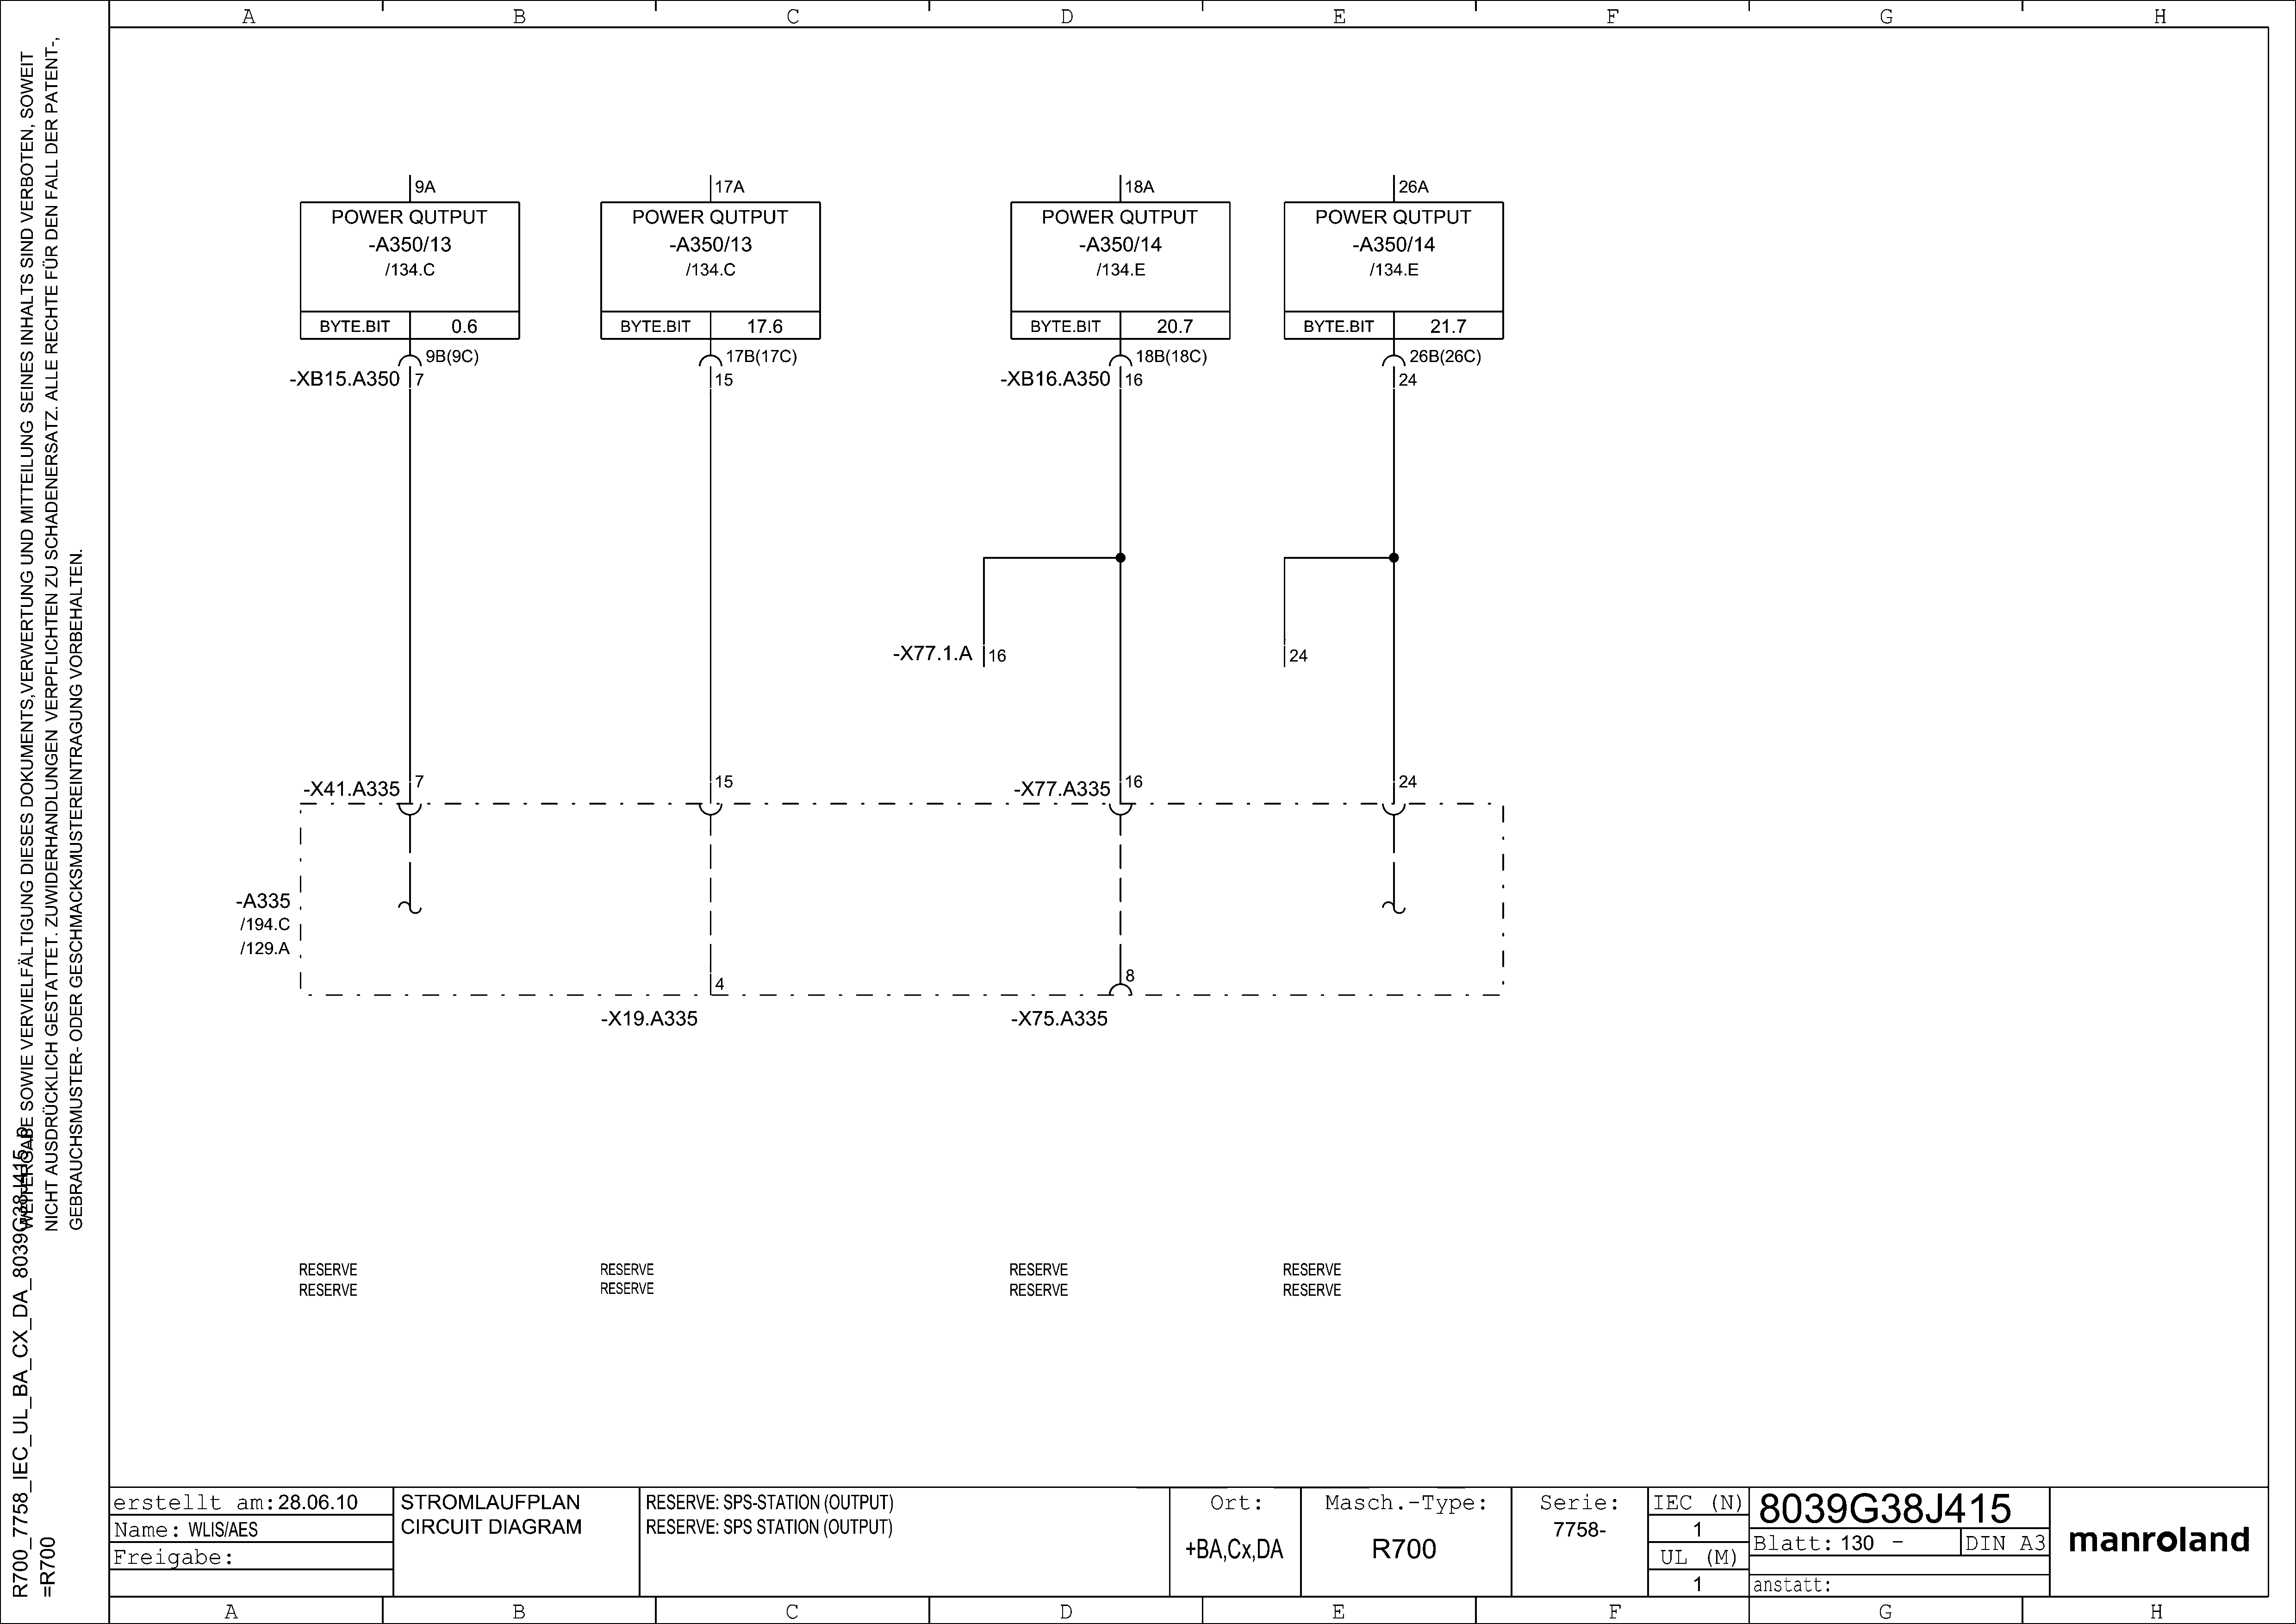 A B C D E F G H
WEITERGABE SOWIE VERVIELFÄLTIGUNG DIESES DOKUMENTS,VERWERTUNG UND MITTEILUNG SEINES INHALTS SIND VERBOTEN, SOWEIT
NICHT AUSDRÜCKLICH GESTATTET. ZUWIDERHANDLUNGEN VERPFLICHTEN ZU SCHADENERSATZ. ALLE RECHTE FÜR DEN FALL DER PATENT-,
GEBRAUCHSMUSTER- ODER GESCHMACKSMUSTEREINTRAGUNG VORBEHALTEN.
R700_7758_IEC_UL_BA_CX_DA_8039G38J415_p
=R700
9A 17A 18A 26A
POWER QUTPUT POWER QUTPUT POWER QUTPUT POWER QUTPUT
-A350/13 -A350/13 -A350/14 -A350/14
/134.C /134.C /134.E /134.E
BYTE.BIT 0.6 BYTE.BIT 17.6 BYTE.BIT 20.7 BYTE.BIT 21.7
9B(9C) 17B(17C) 18B(18C) 26B(26C)
-XB15.A350 7 15 -XB16.A350 16 24
-X77.1.A 16 24
-X41.A335 7 15 -X77.A335 16 24
-A335
/194.C
/129.A
4 8
-X19.A335 -X75.A335
RESERVE RESERVE RESERVE RESERVE
RESERVE RESERVE RESERVE RESERVE
erstellt am: 28.06.10
Name: WLIS/AES
Freigabe:
STROMLAUFPLAN
CIRCUIT DIAGRAM
RESERVE: SPS-STATION (OUTPUT)
RESERVE: SPS STATION (OUTPUT)
Ort:
+BA,Cx,DA
Masch.-Type:
R700
Serie:
7758-
IEC (N)
1
UL (M)
1
8039G38J415
Blatt: 130 - DIN A3
anstatt:
manroland
A B C D E F G H